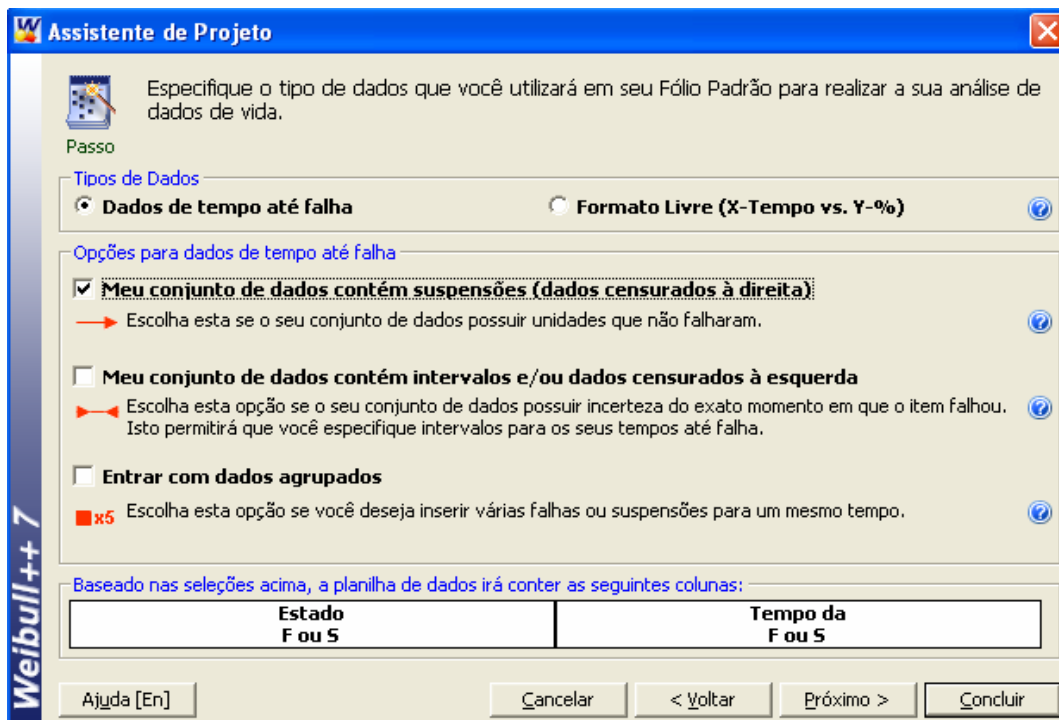 Assistente de Projeto
Especifique o tipo de dados que você utilizará em seu Fólio Padrão para realizar a sua análise de
dados de vida.
Passo
Tipos de Dados
Dados de tempo até falha
Formato Livre (X-Tempo vs. Y-%)
Opções para dados de tempo até falha
Meu conjunto de dados contém suspensões (dados censurados à direita)
Escolha esta se o seu conjunto de dados possuir unidades que não falharam.
Meu conjunto de dados contém intervalos e/ou dados censurados à esquerda
Escolha esta opção se o seu conjunto de dados possuir incerteza do exato momento em que o item falhou.
Isto permitirá que você especifique intervalos para os seus tempos até falha.
Entrar com dados agrupados
x5
Escolha esta opção se você deseja inserir várias falhas ou suspensões para um mesmo tempo.
Baseado nas seleções acima, a planilha de dados irá conter as seguintes colunas:
Estado
F ou S
Tempo da
F ou S
Weibull++ 7
Ajuda [En]
Cancelar
< Voltar
Próximo >
Concluir